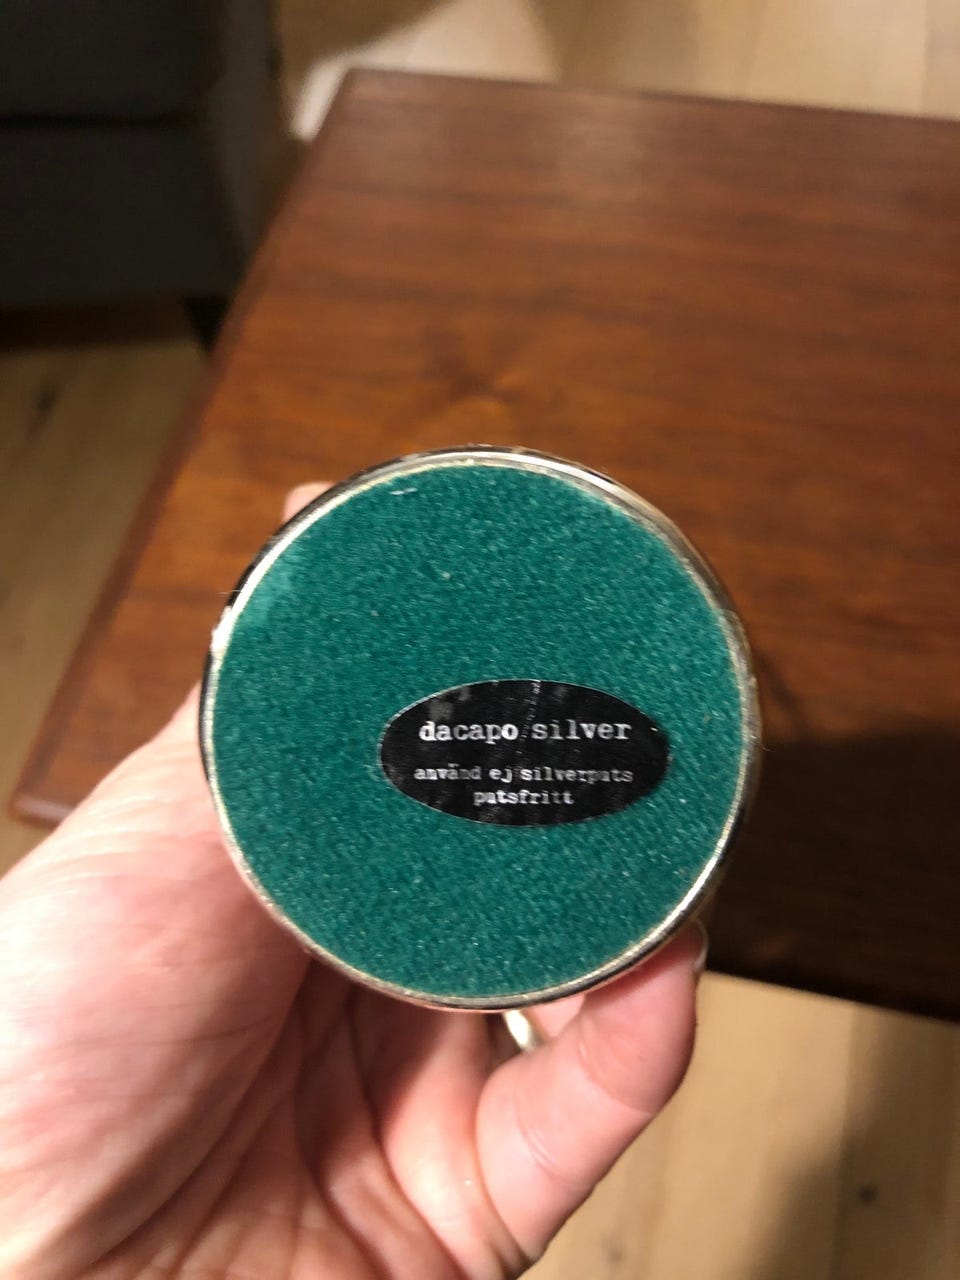 dacapo silver
använd ej silverputs
putsfritt